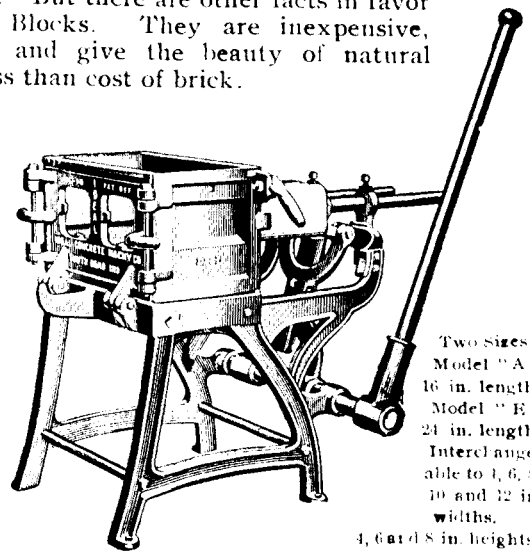 But there are other facts in favor
Blocks. They are inexpensive,
and give the beauty of natural
ss than cost of brick.
Two sizes
Model "A
16 in. length
Model "E
24 in. length
Interchange-
able to 4, 6, 8
10 and 12 in
widths.
4, 6 and 8 in. heights